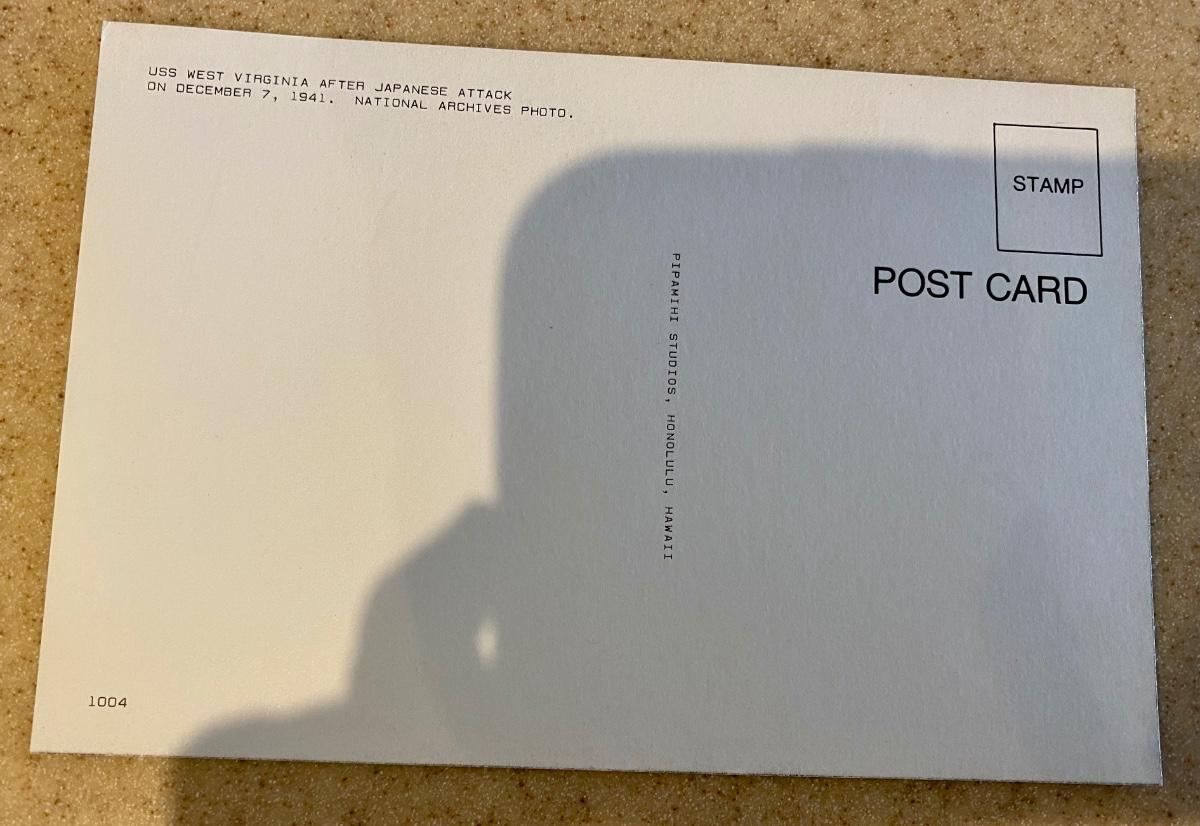 USS WEST VIRGINIA AFTER JAPANESE ATTACK
ON DECEMBER 7, 1941. NATIONAL ARCHIVES PHOTO.
STAMP
POST CARD
PIPAMIHI STUDIOS, HONOLULU, HAWAII
1004